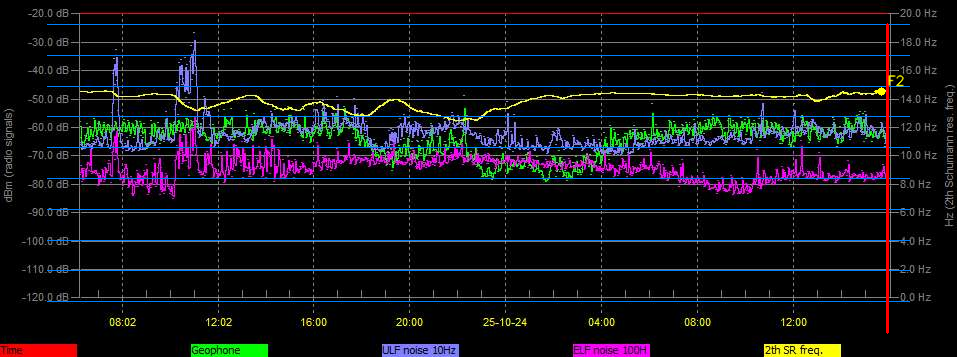 -20.0 dB 20.0 Hz
-30.0 dB 18.0 Hz
-40.0 dB 16.0 Hz
F2
-50.0 dB 14.0 Hz
-60.0 dB 12.0 Hz
-70.0 dB 10.0 Hz
-80.0 dB 8.0 Hz
-90.0 dB 6.0 Hz
-100.0 dB 4.0 Hz
-110.0 dB 2.0 Hz
-120.0 dB 0.0 Hz
dBm (radio signals)
Hz (2th Schumann res. freq.)
08:02 12:02 16:00 20:00 25-10-24 04:00 08:00 12:00
Time Geophone ULF noise 10Hz ELF noise 100H 2th SR freq.